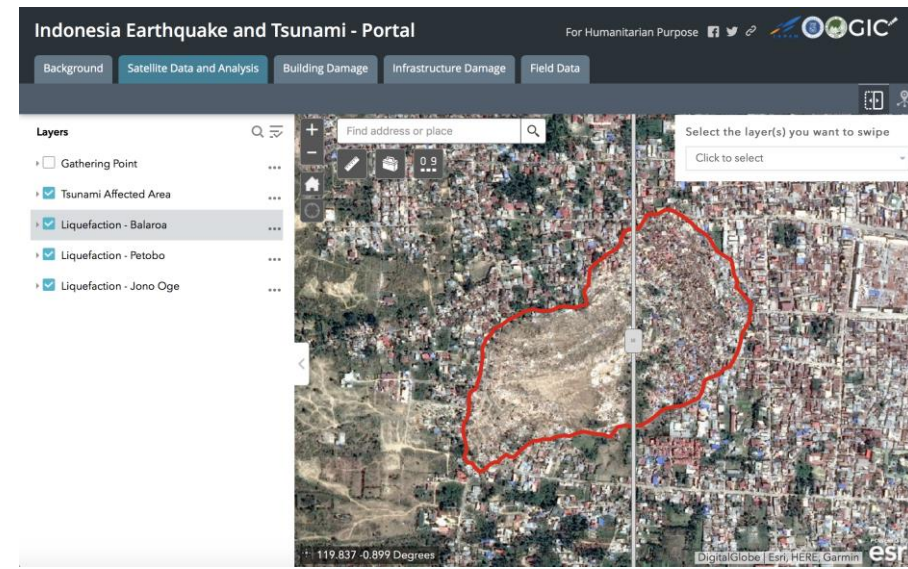 Indonesia Earthquake and Tsunami - Portal
For Humanitarian Purpose
GIC
Background
Satellite Data and Analysis
Building Damage
Infrastructure Damage
Field Data
Layers
Gathering Point
Tsunami Affected Area
Liquefaction - Balaroa
Liquefaction - Petobo
Liquefaction - Jono Oge
+
Find address or place
−
0 9
Select the layer(s) you want to swipe
Click to select
119.837 -0.899 Degrees
DigitalGlobe | Esri, HERE, Garmin
esri